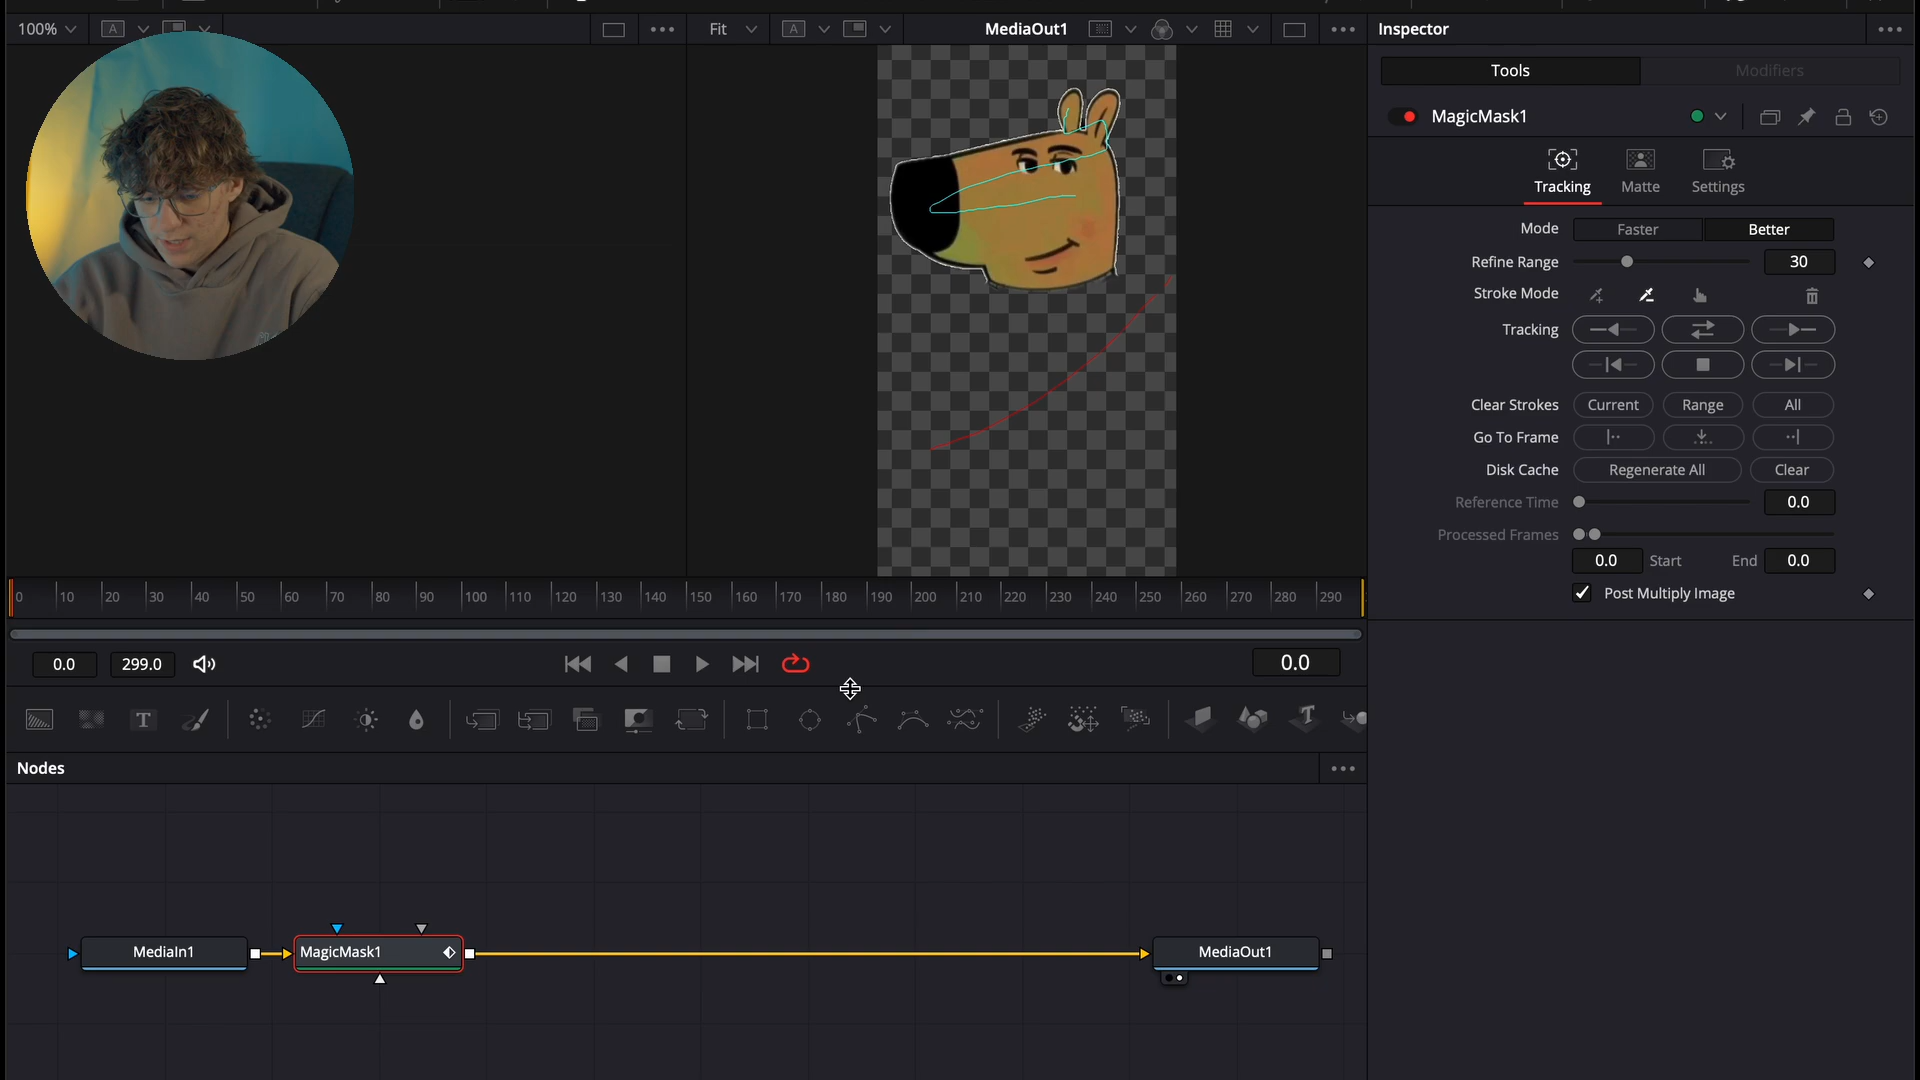 100%
A
Fit
A
MediaOut1
Inspector
Tools
Modifiers
MagicMask1
Tracking
Matte
Settings
Mode
Faster
Better
Refine Range
30
Stroke Mode
Tracking
Clear Strokes
Current
Range
All
Go To Frame
Disk Cache
Regenerate All
Clear
Reference Time
0.0
Processed Frames
0.0
Start
End
0.0
Post Multiply Image
0 10 20 30 40 50 60 70 80 90 100 110 120 130 140 150 160 170 180 190 200 210 220 230 240 250 260 270 280 290
0.0
299.0
0.0
T
T
Nodes
MediaIn1
MagicMask1
MediaOut1